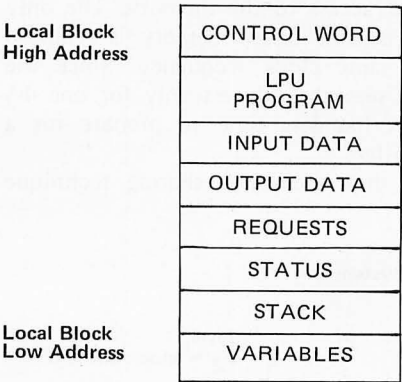 Local Block
High Address
CONTROL WORD
LPU
PROGRAM
INPUT DATA
OUTPUT DATA
REQUESTS
STATUS
STACK
Local Block
Low Address
VARIABLES